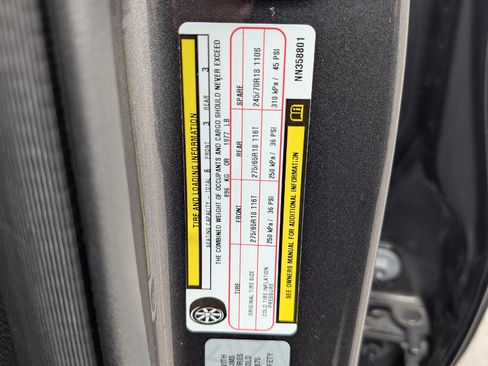 TIRE AND LOADING INFORMATION
SEATING CAPACITY - TOTAL 6 FRONT 3 REAR 3
THE COMBINED WEIGHT OF OCCUPANTS AND CARGO SHOULD NEVER EXCEED
896 KG OR 1977 LB
TIRE FRONT REAR SPARE
ORIGINAL TIRE SIZE 275/65R18 116T 275/65R18 116T 245/70R18 110S
COLD TIRE INFLATION PRESSURE 250 kPa / 36 PSI 250 kPa / 36 PSI 310 kPa / 45 PSI
SEE OWNERS MANUAL FOR ADDITIONAL INFORMATION
NN358801